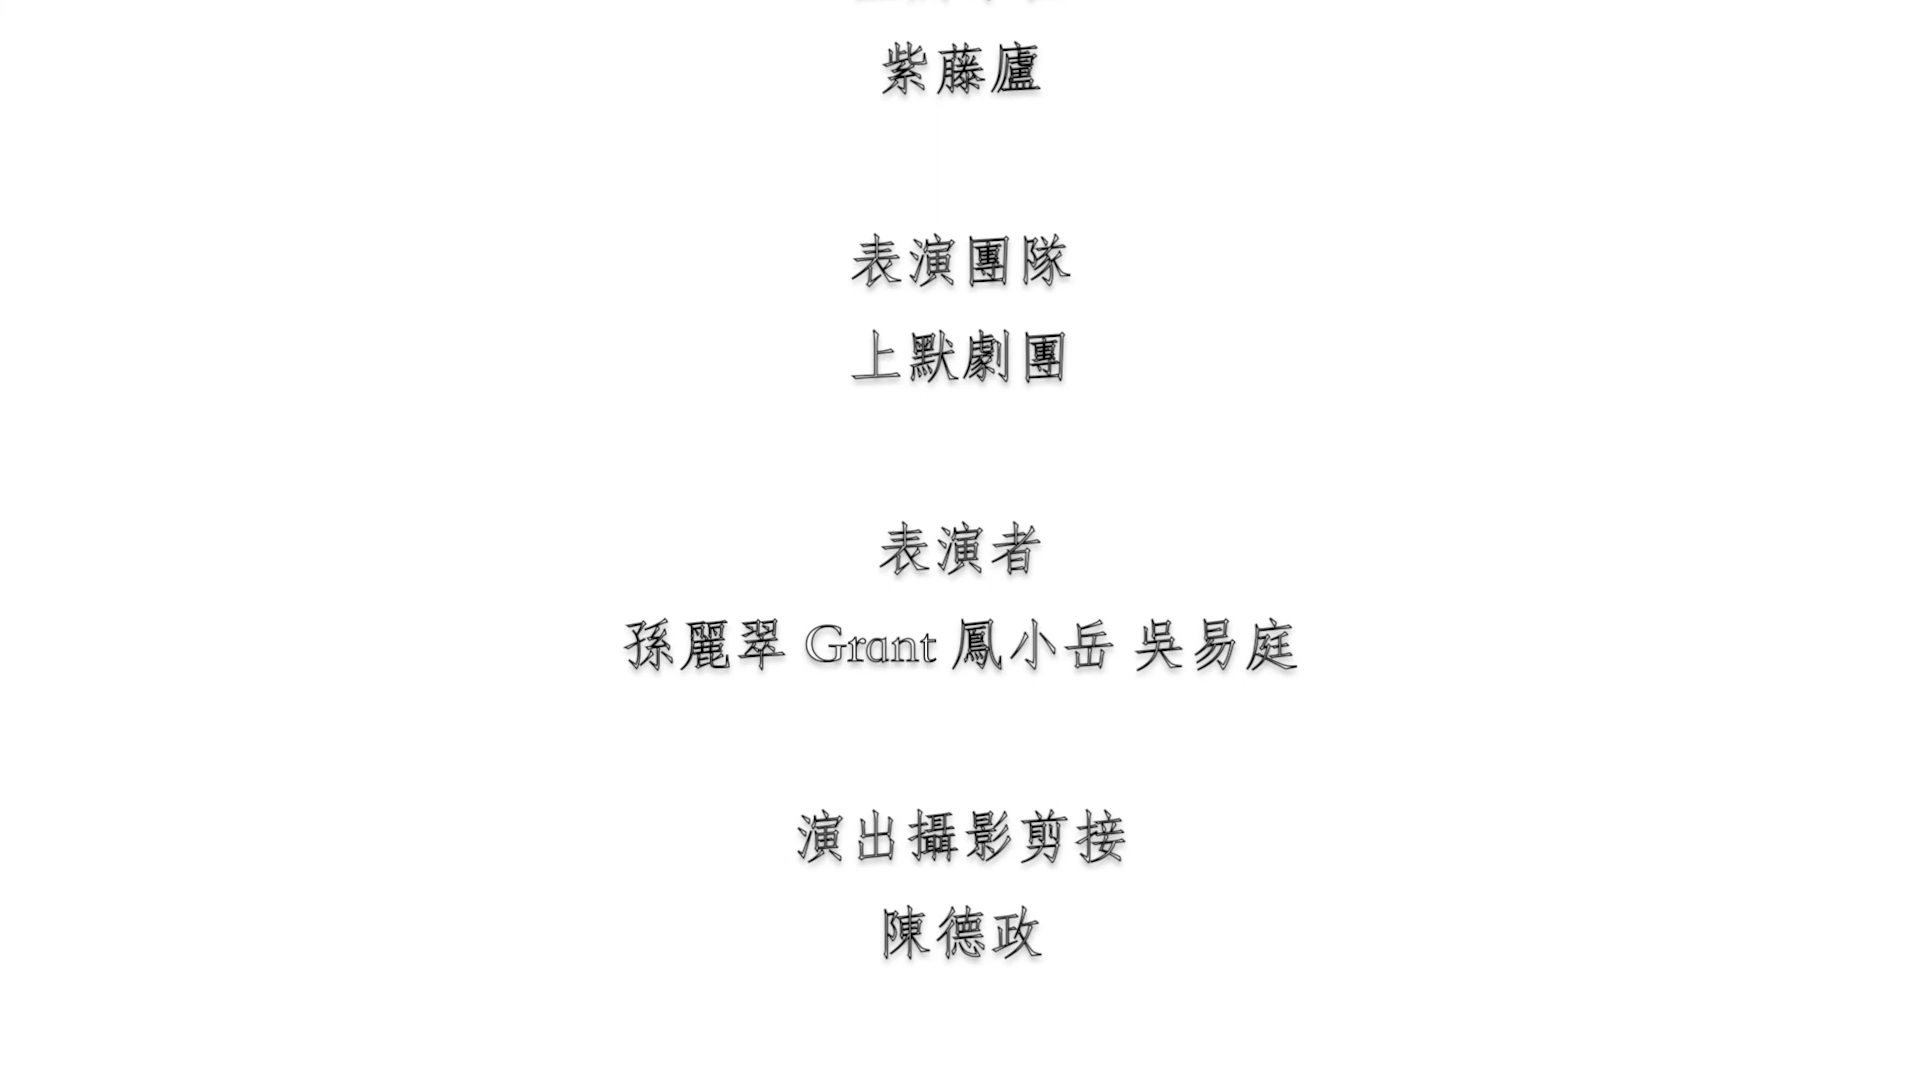 紫藤廬
表演團隊
上默劇團
表演者
孫麗翠 Grant 鳳小岳 吳易庭
演出攝影剪接
陳德政